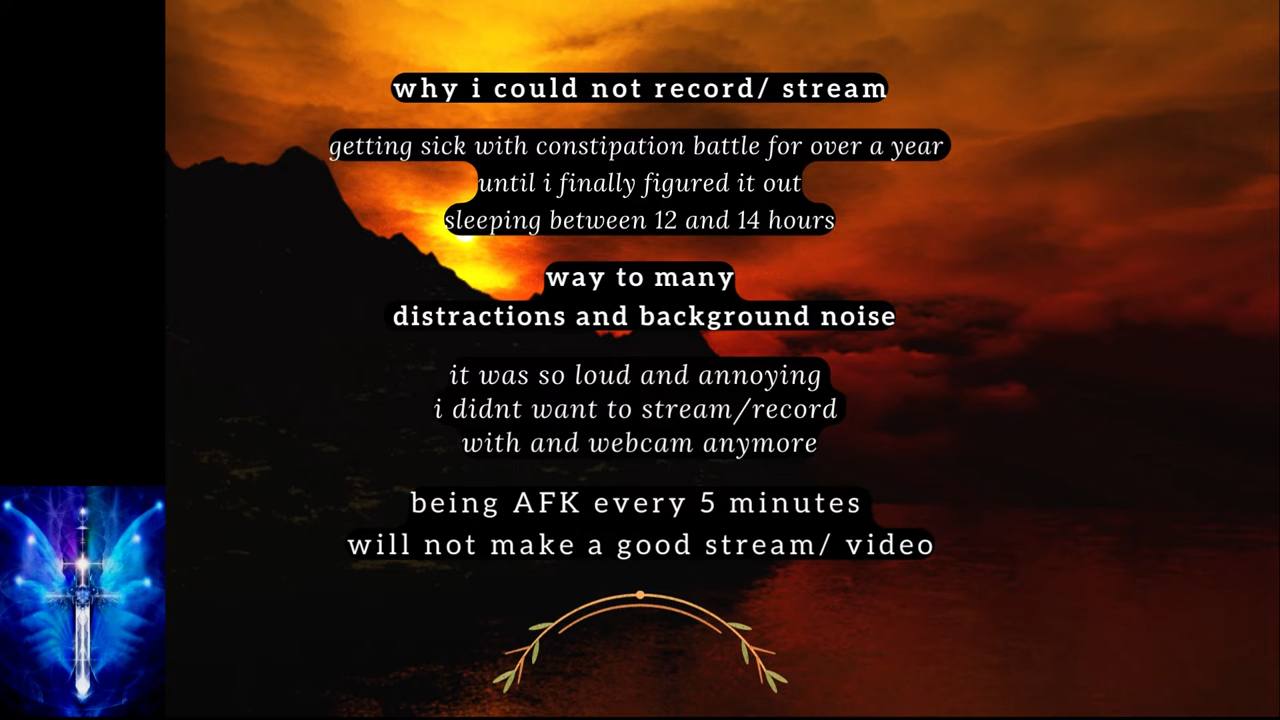 why i could not record/ stream
getting sick with constipation battle for over a year
until i finally figured it out
sleeping between 12 and 14 hours
way to many
distractions and background noise
it was so loud and annoying
i didnt want to stream/record
with and webcam anymore
being AFK every 5 minutes
will not make a good stream/ video